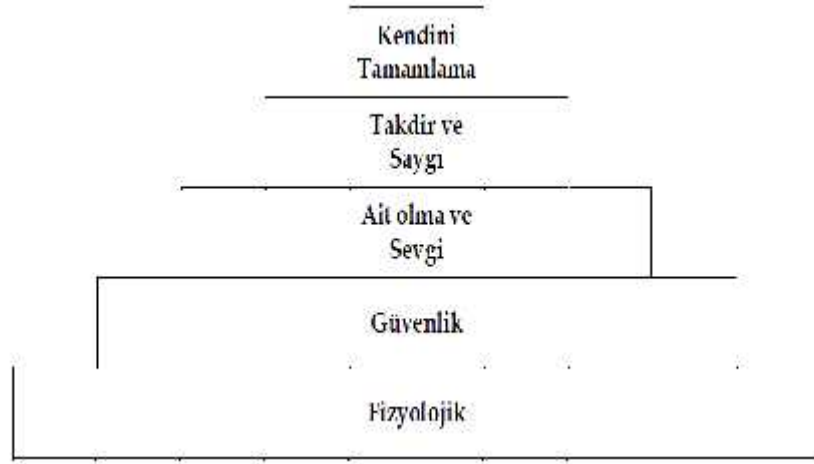 Kendini
Tamamlama
Takdir ve
Saygı
Ait olma ve
Sevgi
Güvenlik
Fizyolojik